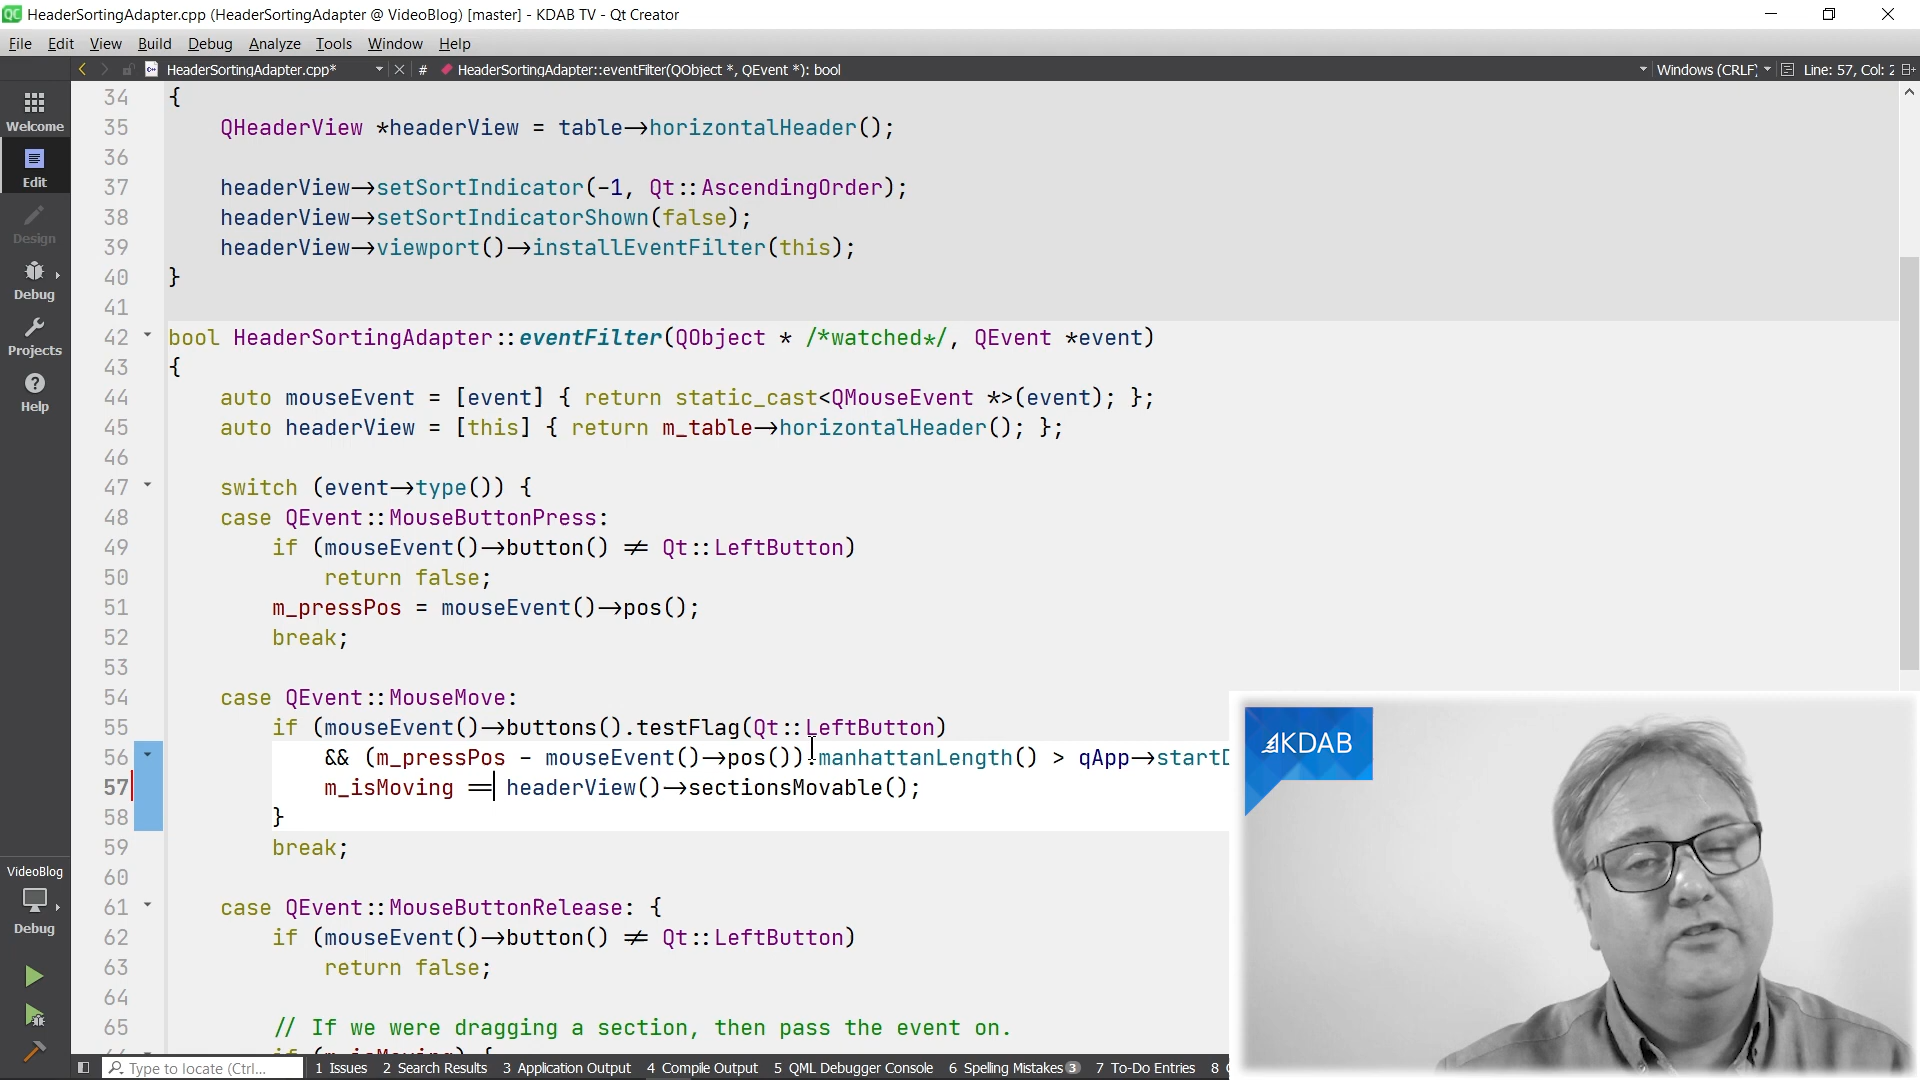 HeaderSortingAdapter.cpp (HeaderSortingAdapter @ VideoBlog) [master] - KDAB TV - Qt Creator
File Edit View Build Debug Analyze Tools Window Help
HeaderSortingAdapter.cpp* # HeaderSortingAdapter::eventFilter(QObject *, QEvent *): bool Windows (CRLF) Line: 57, Col:
Welcome
Edit
Design
Debug
Projects
Help
VideoBlog
Debug
34 {
35 QHeaderView *headerView = table->horizontalHeader();
36
37 headerView->setSortIndicator(-1, Qt::AscendingOrder);
38 headerView->setSortIndicatorShown(false);
39 headerView->viewport()->installEventFilter(this);
40 }
41
42 bool HeaderSortingAdapter::eventFilter(QObject * /*watched*/, QEvent *event)
43 {
44 auto mouseEvent = [event] { return static_cast<QMouseEvent *>(event); };
45 auto headerView = [this] { return m_table->horizontalHeader(); };
46
47 switch (event->type()) {
48 case QEvent::MouseButtonPress:
49 if (mouseEvent()->button() != Qt::LeftButton)
50 return false;
51 m_pressPos = mouseEvent()->pos();
52 break;
53
54 case QEvent::MouseMove:
55 if (mouseEvent()->buttons().testFlag(Qt::LeftButton)
56 && (m_pressPos - mouseEvent()->pos()).manhattanLength() > qApp->startD
57 m_isMoving == headerView()->sectionsMovable();
58 }
59 break;
60
61 case QEvent::MouseButtonRelease: {
62 if (mouseEvent()->button() != Qt::LeftButton)
63 return false;
64
65 // If we were dragging a section, then pass the event on.
KDAB
Type to locate (Ctrl... 1 Issues 2 Search Results 3 Application Output 4 Compile Output 5 QML Debugger Console 6 Spelling Mistakes 3 7 To-Do Entries 8